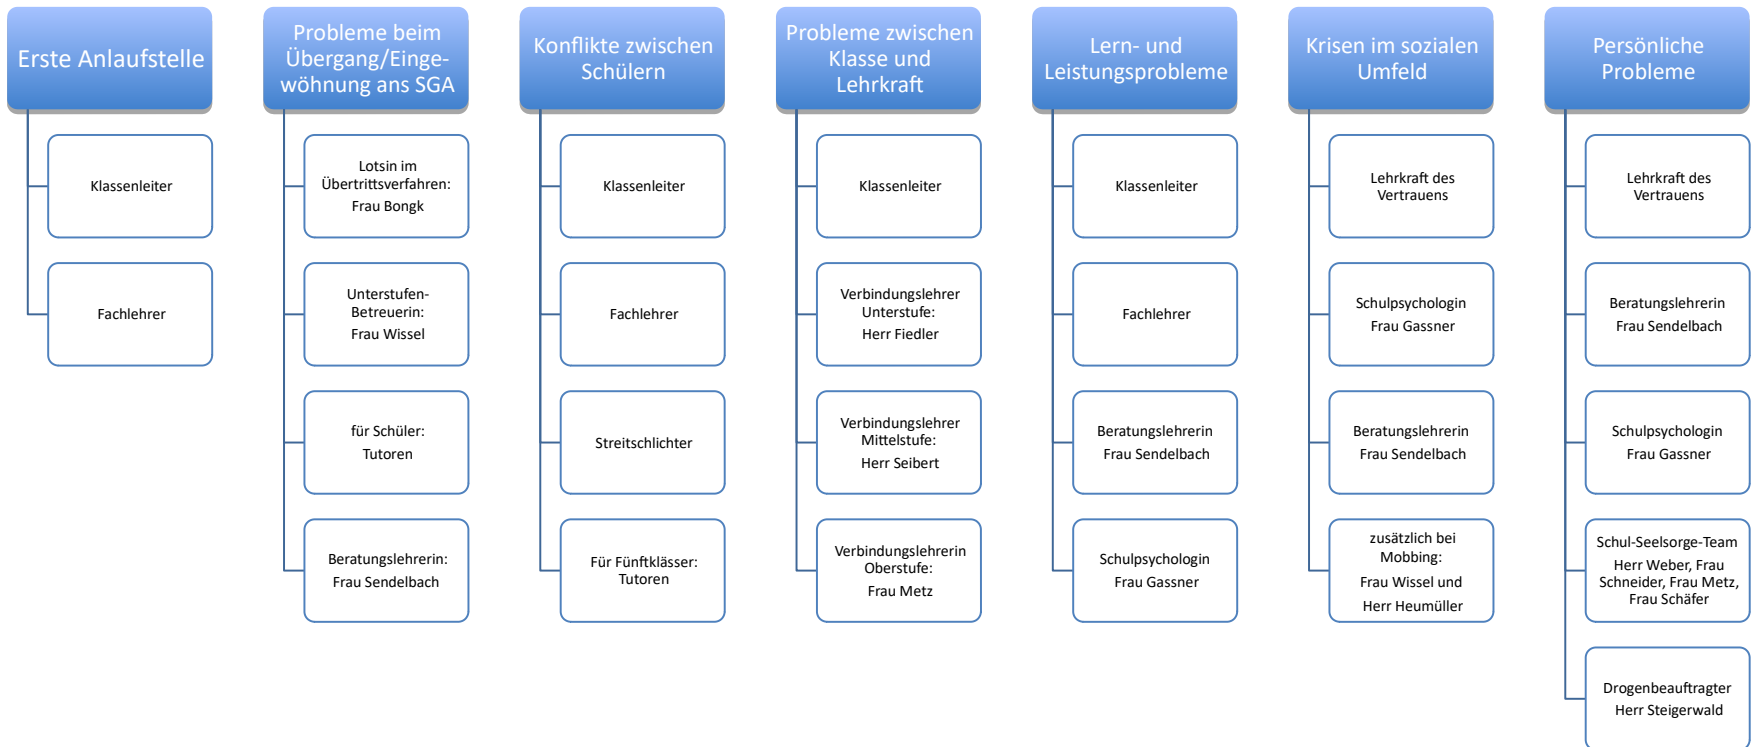 Erste Anlaufstelle
Klassenleiter
Fachlehrer
Probleme beim
Übergang/Einge-
wöhnung ans SGA
Lotsin im
Übertrittsverfahren:
Frau Bongk
Unterstufen-
Betreuerin:
Frau Wissel
für Schüler:
Tutoren
Beratungslehrerin:
Frau Sendelbach
Konflikte zwischen
Schülern
Klassenleiter
Fachlehrer
Streitschlichter
Für Fünftklässer:
Tutoren
Probleme zwischen
Klasse und
Lehrkraft
Klassenleiter
Verbindungslehrer
Unterstufe:
Herr Fiedler
Verbindungslehrer
Mittelstufe:
Herr Seibert
Verbindungslehrerin
Oberstufe:
Frau Metz
Lern- und
Leistungsprobleme
Klassenleiter
Fachlehrer
Beratungslehrerin
Frau Sendelbach
Schulpsychologin
Frau Gassner
Krisen im sozialen
Umfeld
Lehrkraft des
Vertrauens
Schulpsychologin
Frau Gassner
Beratungslehrerin
Frau Sendelbach
zusätzlich bei
Mobbing:
Frau Wissel und
Herr Heumüller
Persönliche
Probleme
Lehrkraft des
Vertrauens
Beratungslehrerin
Frau Sendelbach
Schulpsychologin
Frau Gassner
Schul-Seelsorge-Team
Herr Weber, Frau
Schneider, Frau Metz,
Frau Schäfer
Drogenbeauftragter
Herr Steigerwald